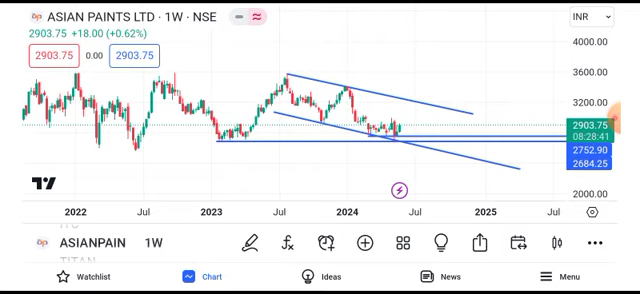 ASIAN PAINTS LTD · 1W · NSE
INR
2903.75 +18.00 (+0.62%)
2903.75 0.00 2903.75
4000.00
3600.00
3200.00
2903.75
08:28:41
2752.90
2684.25
2000.00
2022 Jul 2023 Jul 2024 Jul 2025 Jul
ASIANPAIN 1W
Watchlist Chart Ideas News Menu